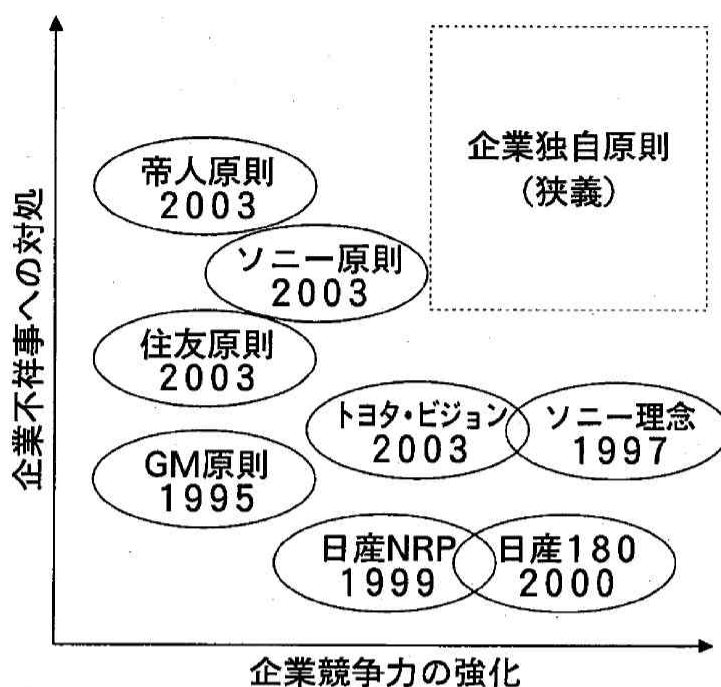 企業不祥事への対処
企業独自原則
（狭義）
帝人原則
2003
ソニー原則
2003
住友原則
2003
トヨタ・ビジョン
2003
ソニー理念
1997
GM原則
1995
日産NRP
1999
日産180
2000
企業競争力の強化